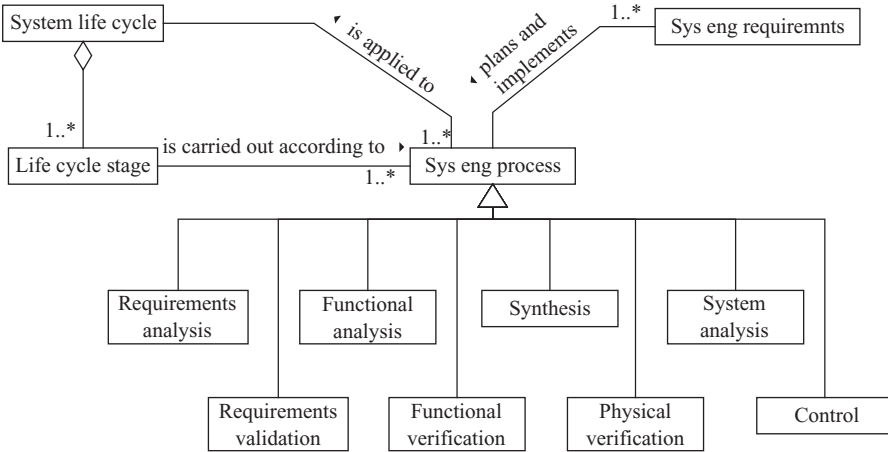 System life cycle
is applied to
plans and
implements
1..*
Sys eng requiremnts
1..*
Life cycle stage
is carried out according to
1..*
1..*
Sys eng process
Requirements
analysis
Functional
analysis
Synthesis
System
analysis
Requirements
validation
Functional
verification
Physical
verification
Control